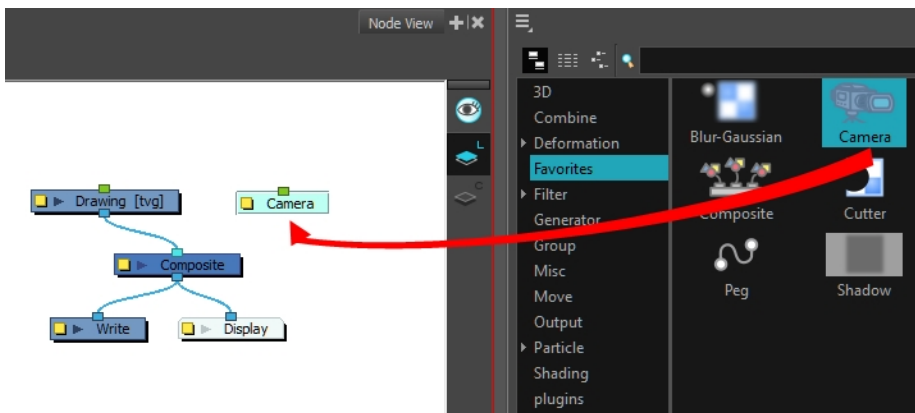 Node View
3D
Combine
Deformation
Favorites
Filter
Generator
Group
Misc
Move
Output
Particle
Shading
plugins
Blur-Gaussian
Camera
Composite
Cutter
Peg
Shadow
L
C
Drawing [tvg]
Camera
Composite
Write
Display